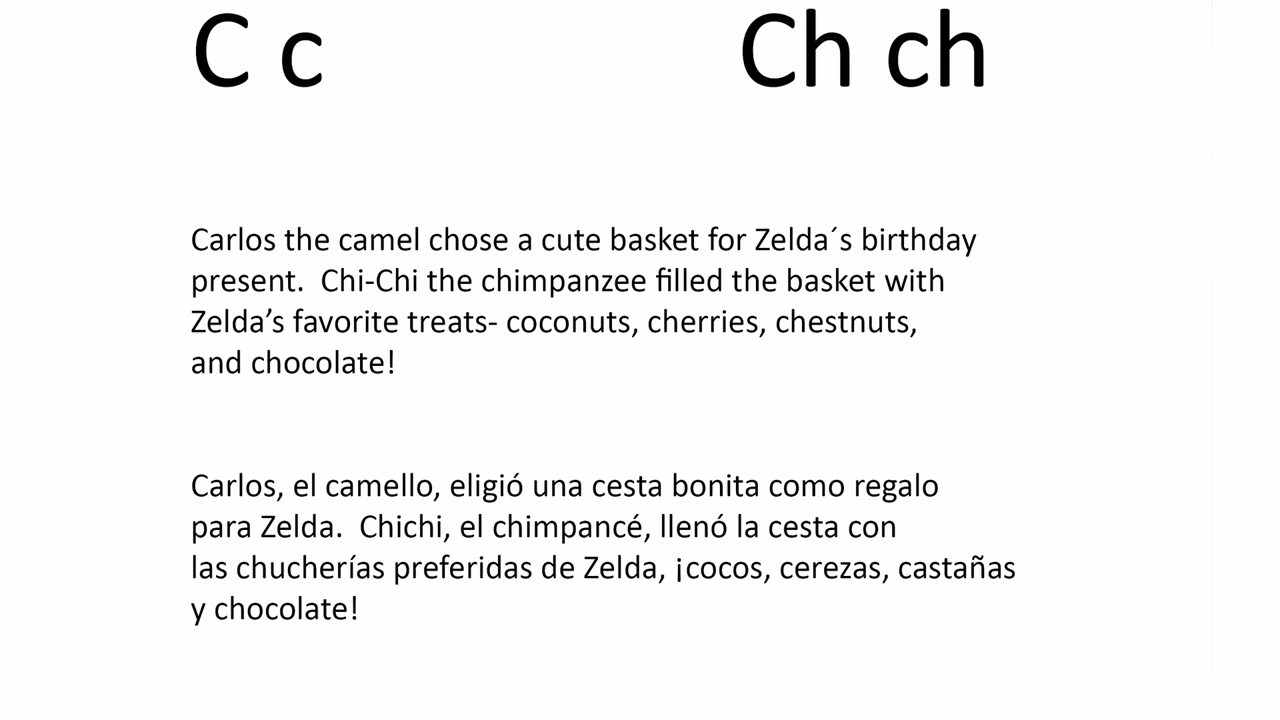 C c Ch ch
Carlos the camel chose a cute basket for Zelda´s birthday
present.  Chi-Chi the chimpanzee filled the basket with
Zelda’s favorite treats- coconuts, cherries, chestnuts,
and chocolate!
Carlos, el camello, eligió una cesta bonita como regalo
para Zelda.  Chichi, el chimpancé, llenó la cesta con
las chucherías preferidas de Zelda, ¡cocos, cerezas, castañas
y chocolate!